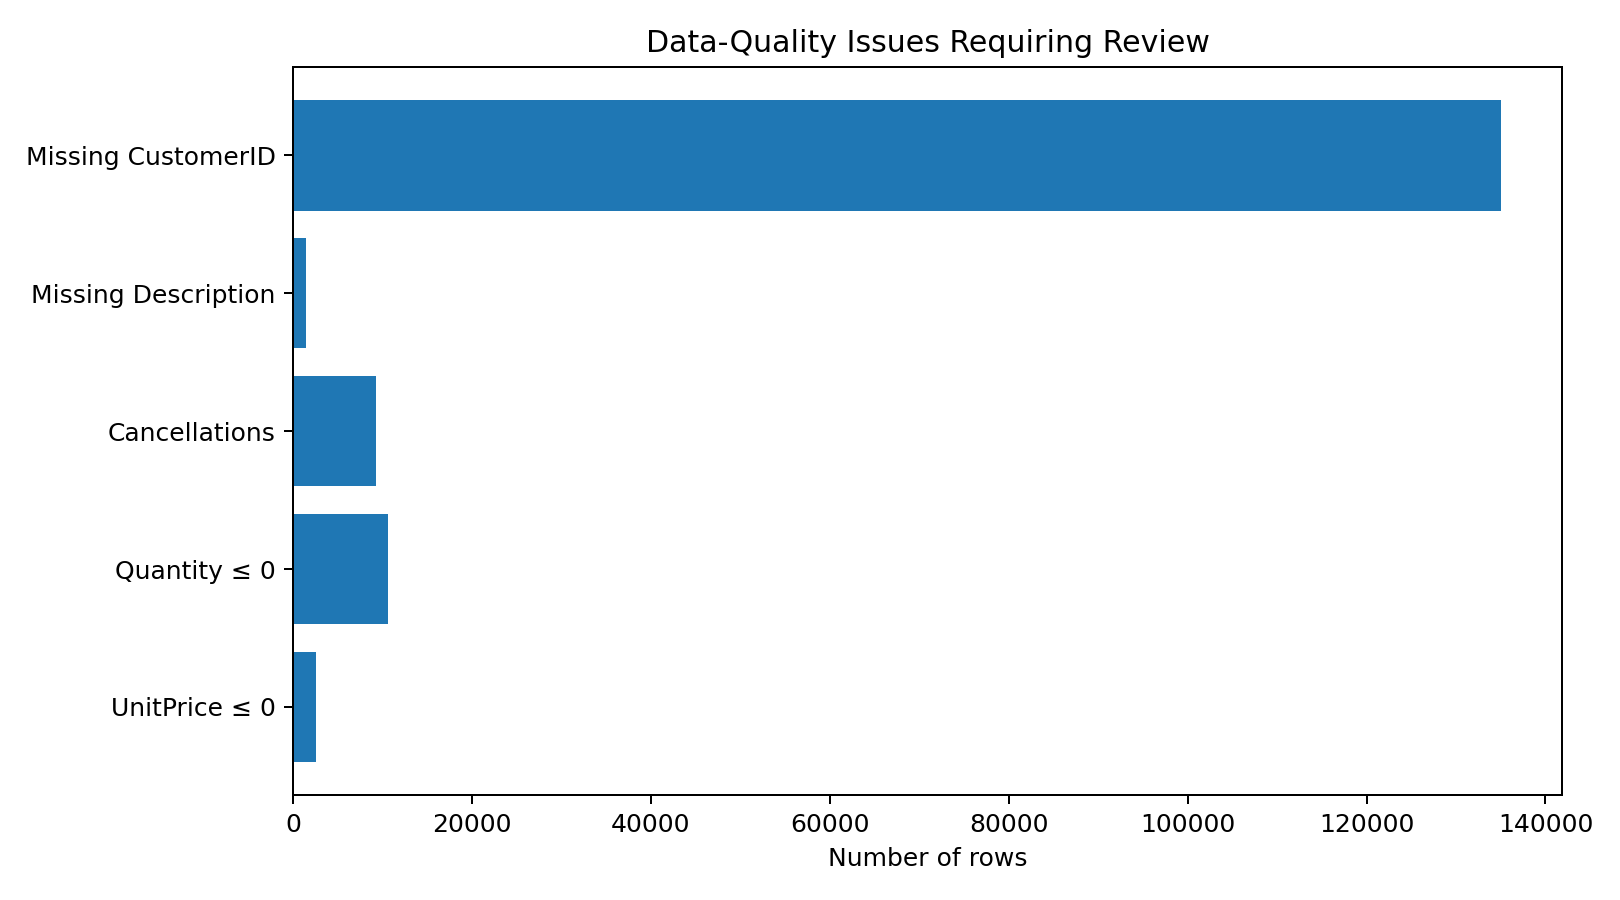 Data-Quality Issues Requiring Review
Missing CustomerID
Missing Description
Cancellations
Quantity ≤ 0
UnitPrice ≤ 0
0 20000 40000 60000 80000 100000 120000 140000
Number of rows